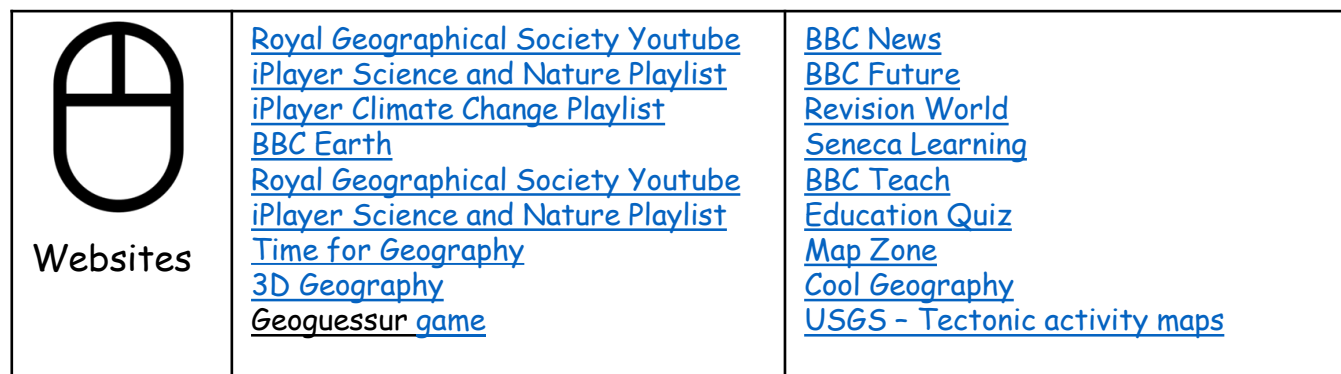 Websites
Royal Geographical Society Youtube
iPlayer Science and Nature Playlist
iPlayer Climate Change Playlist
BBC Earth
Royal Geographical Society Youtube
iPlayer Science and Nature Playlist
Time for Geography
3D Geography
Geoguessur game
BBC News
BBC Future
Revision World
Seneca Learning
BBC Teach
Education Quiz
Map Zone
Cool Geography
USGS – Tectonic activity maps